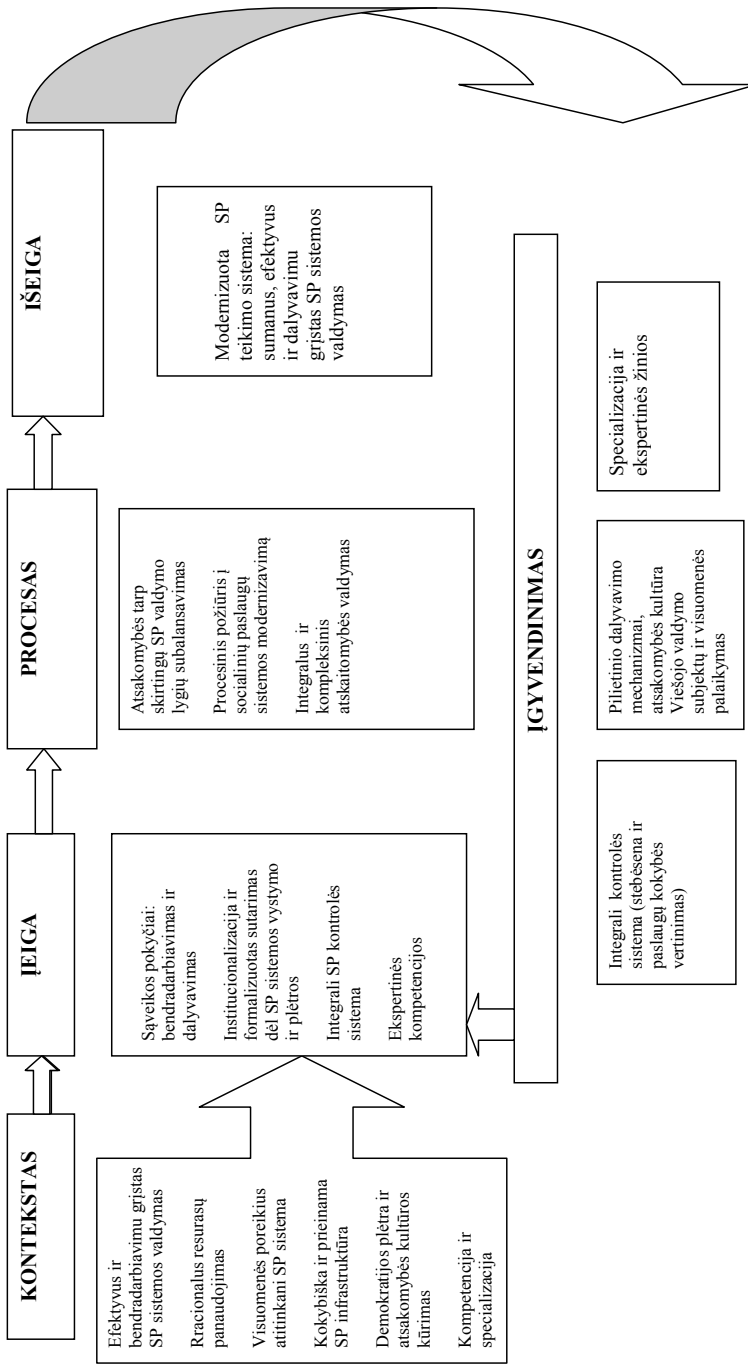 KONTEKSTAS
ĮEIGA
PROCESAS
IŠEIGA
Efektyvus ir
bendradarbiavimu grįstas
SP sistemos valdymas
Rracionalus resurasų
panaudojimas
Visuomenės poreikius
atitinkani SP sistema
Kokybiška ir prieinama
SP infrastruktūra
Demokratijos plėtra ir
atsakomybės kultūros
kūrimas
Kompetencija ir
specializacija
Sąveikos pokyčiai:
bendradarbiavimas ir
dalyvavimas
Institucionalizacija ir
formalizuotas sutarimas
dėl SP sistemos vystymo
ir plėtros
Integrali SP kontrolės
sistema
Ekspertinės
kompetencijos
Atsakomybės tarp
skirtingų SP valdymo
lygių subalansavimas
Procesinis požiūris į
socialinių paslaugų
sistemos modernizavimą
Integralus ir
kompleksinis
atskaitomybės valdymas
Modernizuota SP
teikimo sistema:
sumanus, efektyvus
ir dalyvavimu
grįstas SP sistemos
valdymas
ĮGYVENDINIMAS
Integrali kontrolės
sistema (stebėsena ir
paslaugų kokybės
vertinimas)
Pilietinio dalyvavimo
mechanizmai,
atsakomybės kultūra
Viešojo valdymo
subjektų ir visuomenės
palaikymas
Specializacija ir
ekspertinės žinios